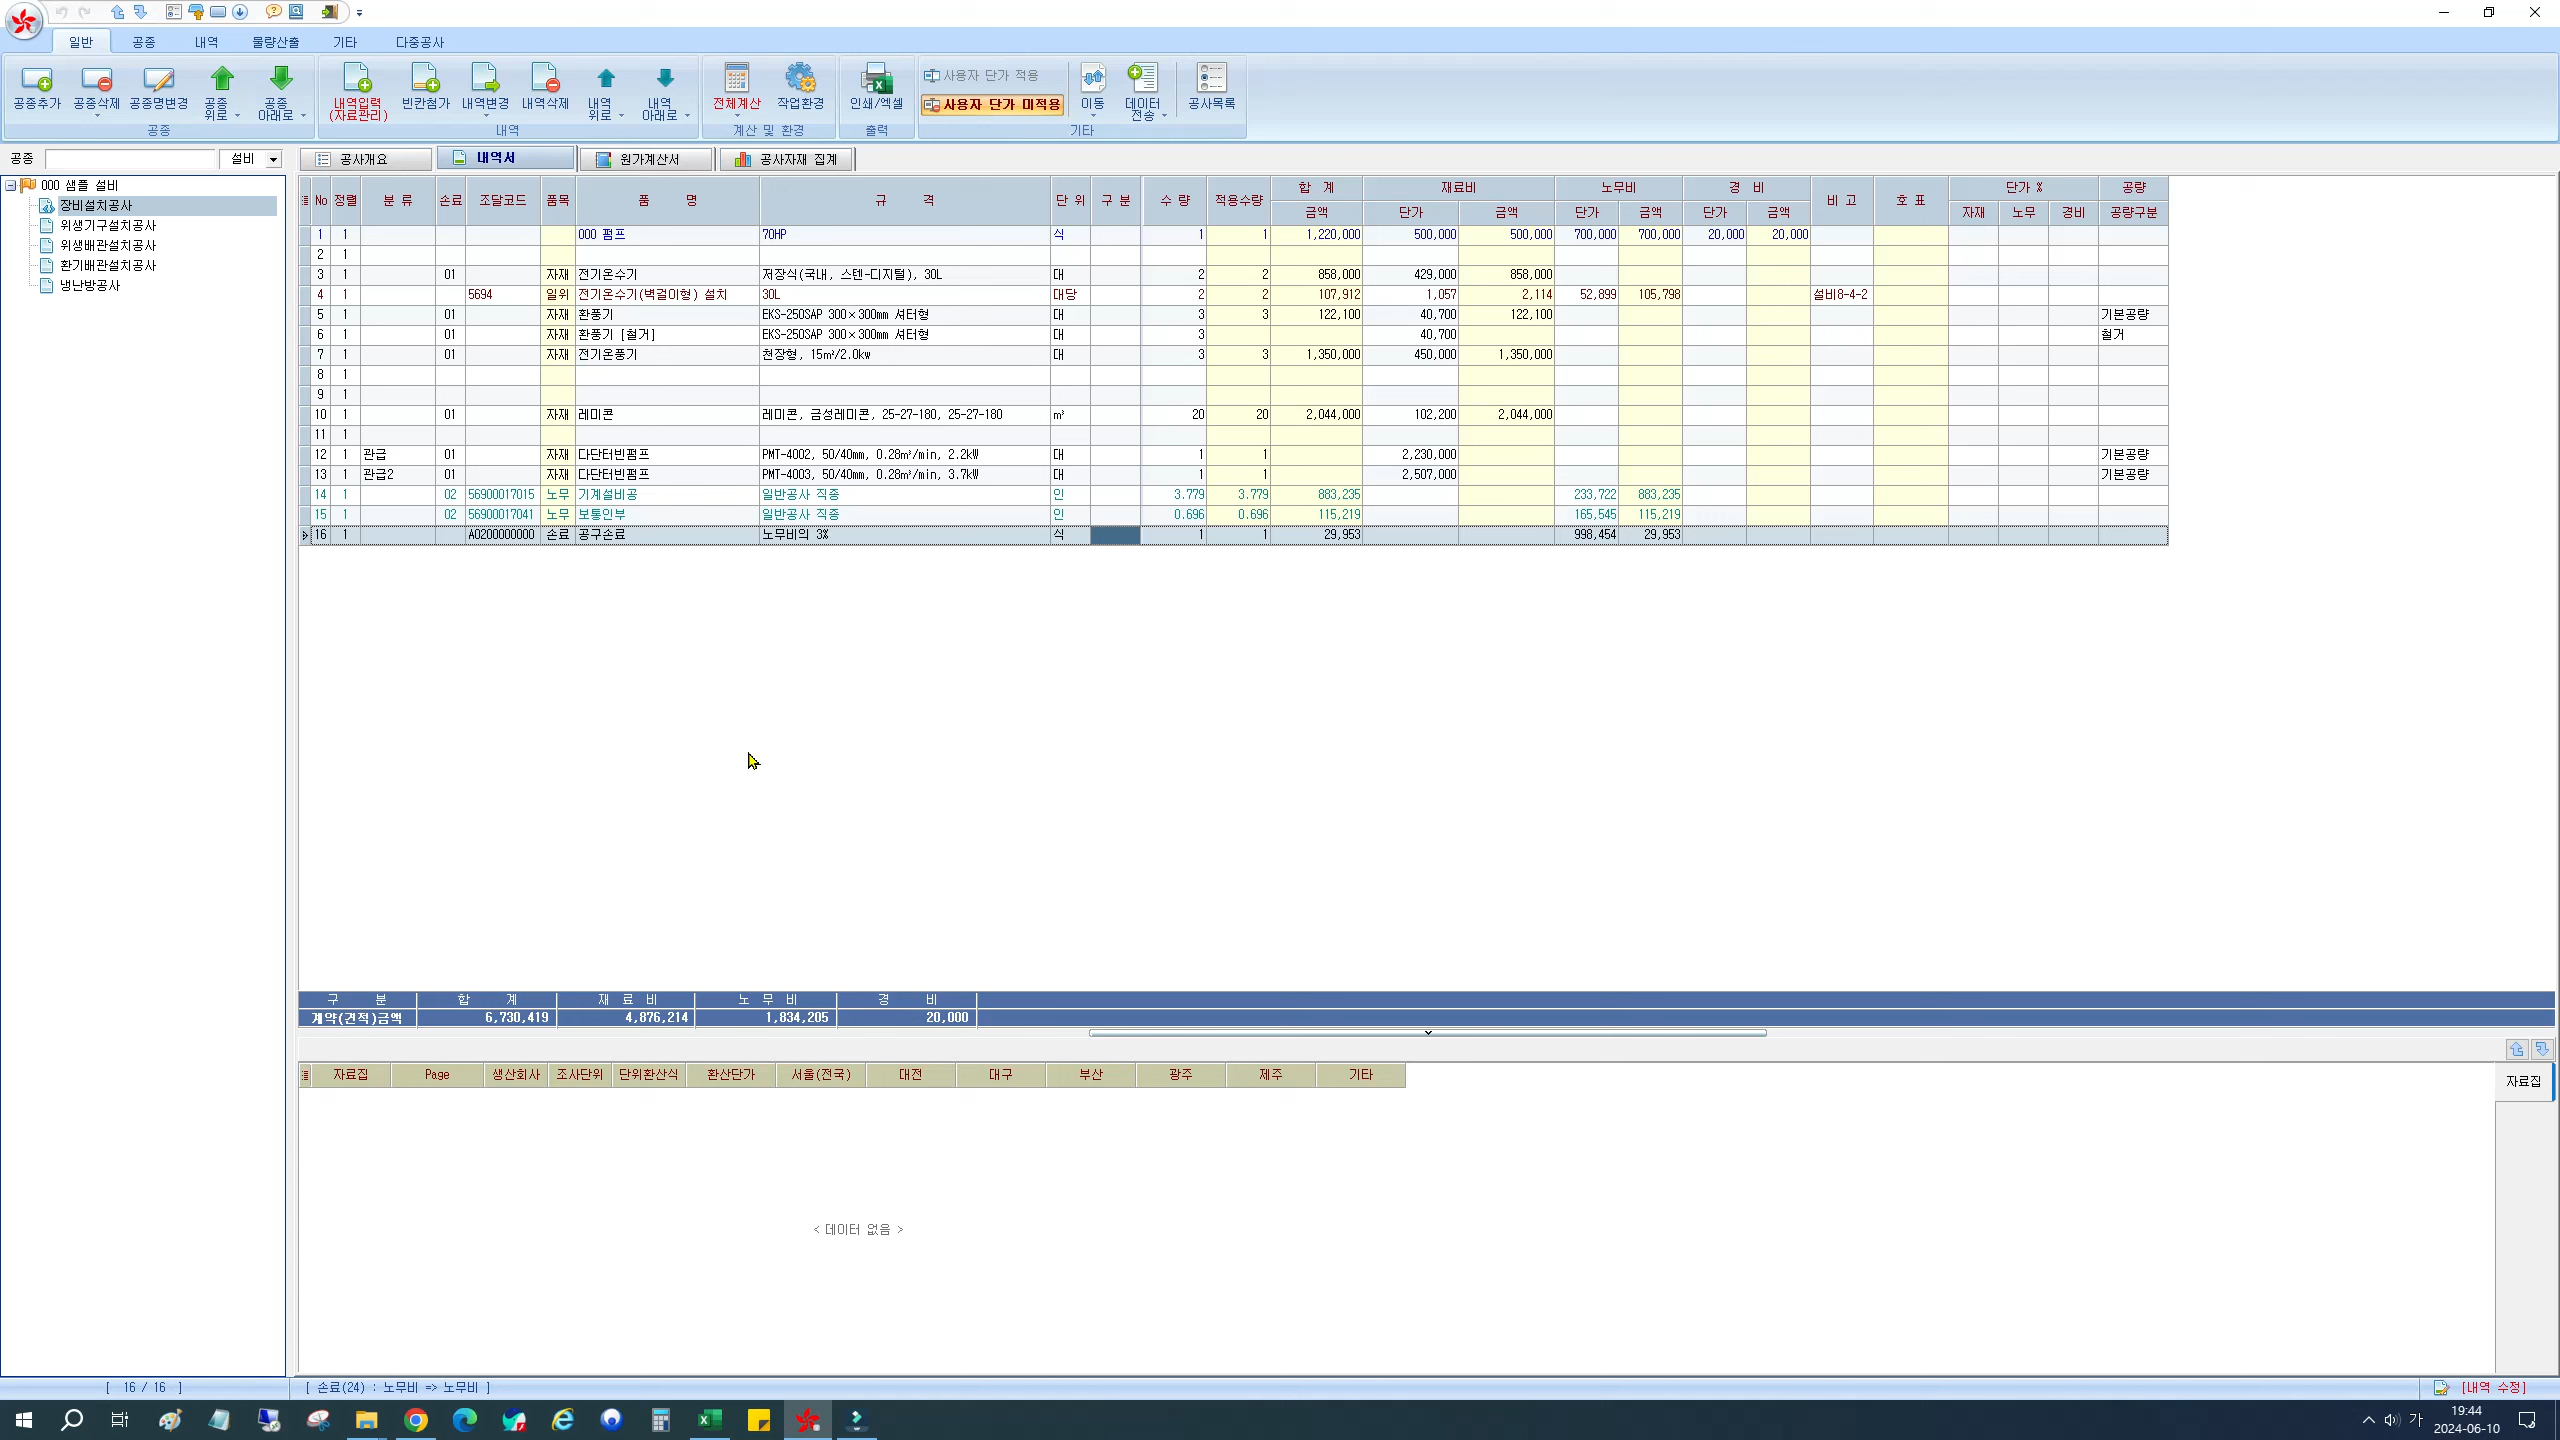 일반 공종 내역 물량산출 기타 다중공사
공종추가 공종삭제 공종명변경 공종 위로 공종 아래로
내역입력 (자료관리) 빈칸첨가 내역변경 내역삭제 내역 위로 내역 아래로
전체계산 작업환경 인쇄/엑셀
사용자 단가 적용
사용자 단가 미적용
이동 데이터 전송 공사목록
공종 내역 계산 및 환경 출력 기타
공종 설비 공사개요 내역서 원가계산서 공사자재 집계
000 샘플 설비
장비설치공사
위생기구설치공사
위생배관설치공사
환기배관설치공사
냉난방공사
No 정렬 분 류 손료 조달코드 품목 품 명 규 격 단 위 구 분 수 량 적용수량 합 계 재료비 노무비 경 비 비 고 호 표 단가 % 공량
금액 단가 금액 단가 금액 단가 금액 자재 노무 경비 공량구분
1 1 000 펌프 70HP 식 1 1 1,220,000 500,000 500,000 700,000 700,000 20,000 20,000
2 1
3 1 01 자재 전기온수기 저장식(국내, 스텐-디지털), 30L 대 2 2 858,000 429,000 858,000
4 1 5694 일위 전기온수기(벽걸이형) 설치 30L 대당 2 2 107,912 1,057 2,114 52,899 105,798 설비8-4-2
5 1 01 자재 환풍기 EKS-250SAP 300×300mm 셔터형 대 3 3 122,100 40,700 122,100 기본공량
6 1 01 자재 환풍기 [철거] EKS-250SAP 300×300mm 셔터형 대 3 40,700 철거
7 1 01 자재 전기온풍기 천장형, 15㎡/2.0kw 대 3 3 1,350,000 450,000 1,350,000
8 1
9 1
10 1 01 자재 레미콘 레미콘, 금성레미콘, 25-27-180, 25-27-180 ㎥ 20 20 2,044,000 102,200 2,044,000
11 1
12 1 관급 01 자재 다단터빈펌프 PMT-4002, 50/40mm, 0.28㎥/min, 2.2kW 대 1 1 2,230,000 기본공량
13 1 관급2 01 자재 다단터빈펌프 PMT-4003, 50/40mm, 0.28㎥/min, 3.7kW 대 1 1 2,507,000 기본공량
14 1 02 56900017015 노무 기계설비공 일반공사 직종 인 3.779 3.779 883,235 233,722 883,235
15 1 02 56900017041 노무 보통인부 일반공사 직종 인 0.696 0.696 115,219 165,545 115,219
16 1 A0200000000 손료 공구손료 노무비의 3% 식 1 1 29,953 998,454 29,953
구 분 합 계 재 료 비 노 무 비 경 비
계약(견적)금액 6,730,419 4,876,214 1,834,205 20,000
자료집 Page 생산회사 조사단위 단위환산식 환산단가 서울(전국) 대전 대구 부산 광주 제주 기타
자료집
< 데이터 없음 >
[ 16 / 16 ] [ 손료(24) : 노무비 => 노무비 ] [내역 수정]
가 19:44
2024-06-10